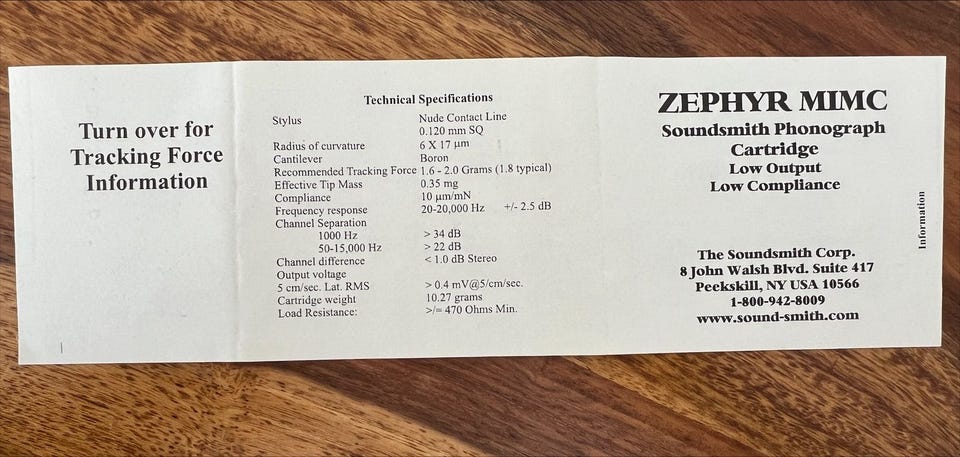 Turn over for
Tracking Force
Information
Technical Specifications
Stylus Nude Contact Line
0.120 mm SQ
Radius of curvature 6 X 17 µm
Cantilever Boron
Recommended Tracking Force 1.6 - 2.0 Grams (1.8 typical)
Effective Tip Mass 0.35 mg
Compliance 10 µm/mN
Frequency response 20-20,000 Hz +/- 2.5 dB
Channel Separation
1000 Hz > 34 dB
50-15,000 Hz > 22 dB
Channel difference < 1.0 dB Stereo
Output voltage
5 cm/sec. Lat. RMS > 0.4 mV@5/cm/sec.
Cartridge weight 10.27 grams
Load Resistance: >/= 470 Ohms Min.
ZEPHYR MIMC
Soundsmith Phonograph
Cartridge
Low Output
Low Compliance
The Soundsmith Corp.
8 John Walsh Blvd. Suite 417
Peekskill, NY USA 10566
1-800-942-8009
www.sound-smith.com
Information